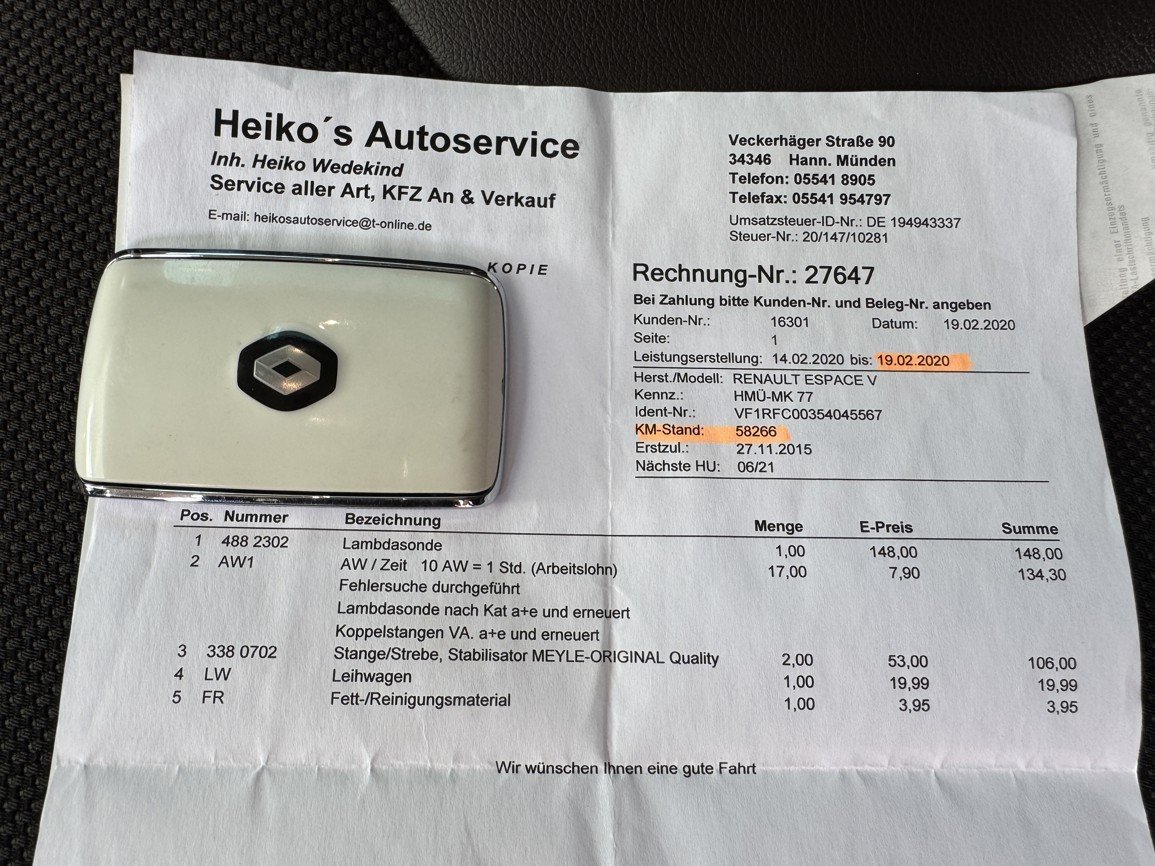 Heiko´s Autoservice
Inh. Heiko Wedekind
Service aller Art, KFZ An & Verkauf
E-mail: heikosautoservice@t-online.de
Veckerhäger Straße 90
34346 Hann. Münden
Telefon: 05541 8905
Telefax: 05541 954797
Umsatzsteuer-ID-Nr.: DE 194943337
Steuer-Nr.: 20/147/10281
KOPIE
Rechnung-Nr.: 27647
Bei Zahlung bitte Kunden-Nr. und Beleg-Nr. angeben
Kunden-Nr.: 16301 Datum: 19.02.2020
Seite: 1
Leistungserstellung: 14.02.2020 bis: 19.02.2020
Herst./Modell: RENAULT ESPACE V
Kennz.: HMÜ-MK 77
Ident-Nr.: VF1RFC00354045567
KM-Stand: 58266
Erstzul.: 27.11.2015
Nächste HU: 06/21
Pos. Nummer Bezeichnung Menge E-Preis Summe
1 488 2302 Lambdasonde 1,00 148,00 148,00
2 AW1 AW / Zeit 10 AW = 1 Std. (Arbeitslohn) 17,00 7,90 134,30
Fehlersuche durchgeführt
Lambdasonde nach Kat a+e und erneuert
Koppelstangen VA. a+e und erneuert
3 338 0702 Stange/Strebe, Stabilisator MEYLE-ORIGINAL Quality 2,00 53,00 106,00
4 LW Leihwagen 1,00 19,99 19,99
5 FR Fett-/Reinigungsmaterial 1,00 3,95 3,95
Wir wünschen Ihnen eine gute Fahrt